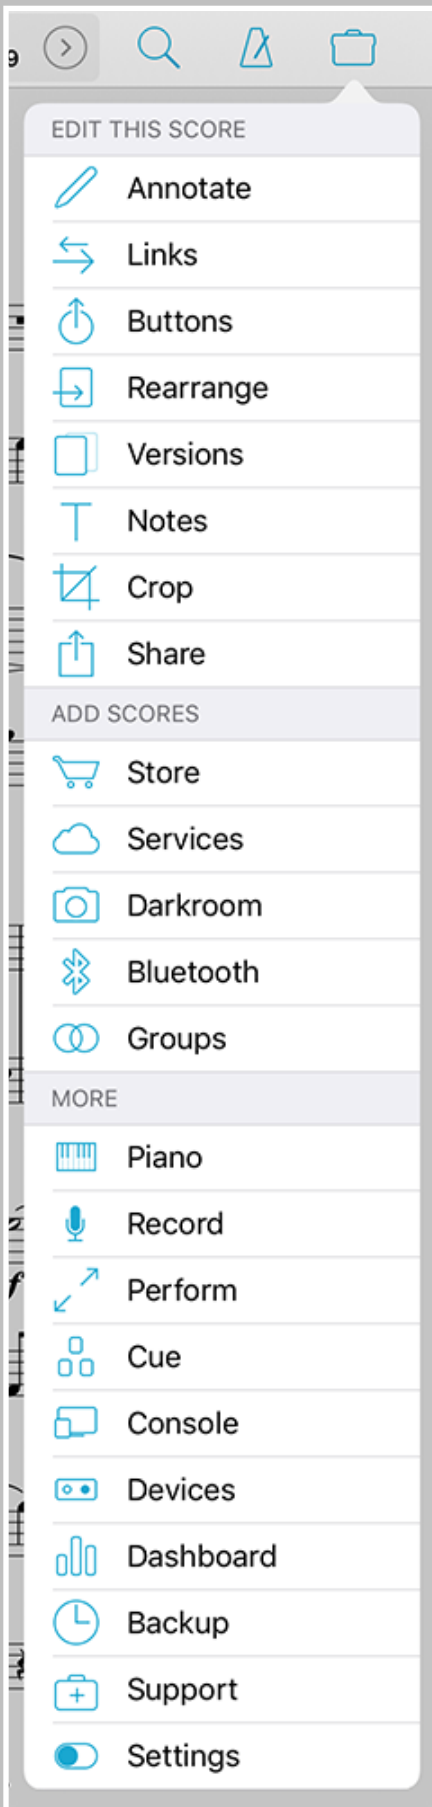 9
EDIT THIS SCORE
Annotate
Links
Buttons
Rearrange
Versions
Notes
Crop
Share
ADD SCORES
Store
Services
Darkroom
Bluetooth
Groups
MORE
Piano
Record
Perform
Cue
Console
Devices
Dashboard
Backup
Support
Settings